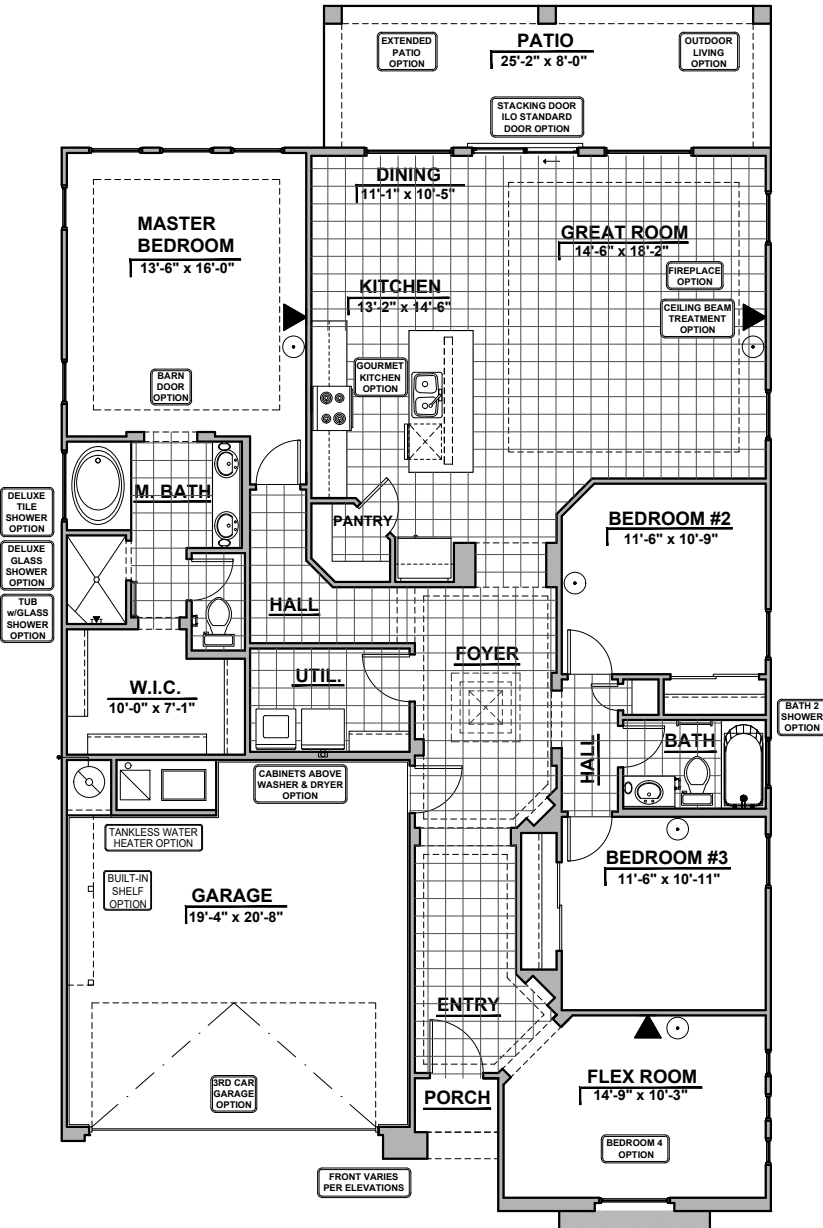 EXTENDED
PATIO
OPTION
PATIO
25'-2" x 8'-0"
OUTDOOR
LIVING
OPTION
STACKING DOOR
ILO STANDARD
DOOR OPTION
DINING
11'-1" x 10'-5"
MASTER
BEDROOM
13'-6" x 16'-0"
GREAT ROOM
14'-6" x 18'-2"
FIREPLACE
OPTION
CEILING BEAM
TREATMENT
OPTION
KITCHEN
13'-2" x 14'-6"
GOURMET
KITCHEN
OPTION
BARN
DOOR
OPTION
M. BATH
DELUXE
TILE
SHOWER
OPTION
DELUXE
GLASS
SHOWER
OPTION
TUB
w/GLASS
SHOWER
OPTION
PANTRY
BEDROOM #2
11'-6" x 10'-9"
HALL
FOYER
UTIL.
W.I.C.
10'-0" x 7'-1"
BATH 2
SHOWER
OPTION
HALL
BATH
CABINETS ABOVE
WASHER & DRYER
OPTION
TANKLESS WATER
HEATER OPTION
BUILT-IN
SHELF
OPTION
GARAGE
19'-4" x 20'-8"
BEDROOM #3
11'-6" x 10'-11"
ENTRY
3RD CAR
GARAGE
OPTION
PORCH
FLEX ROOM
14'-9" x 10'-3"
BEDROOM 4
OPTION
FRONT VARIES
PER ELEVATIONS